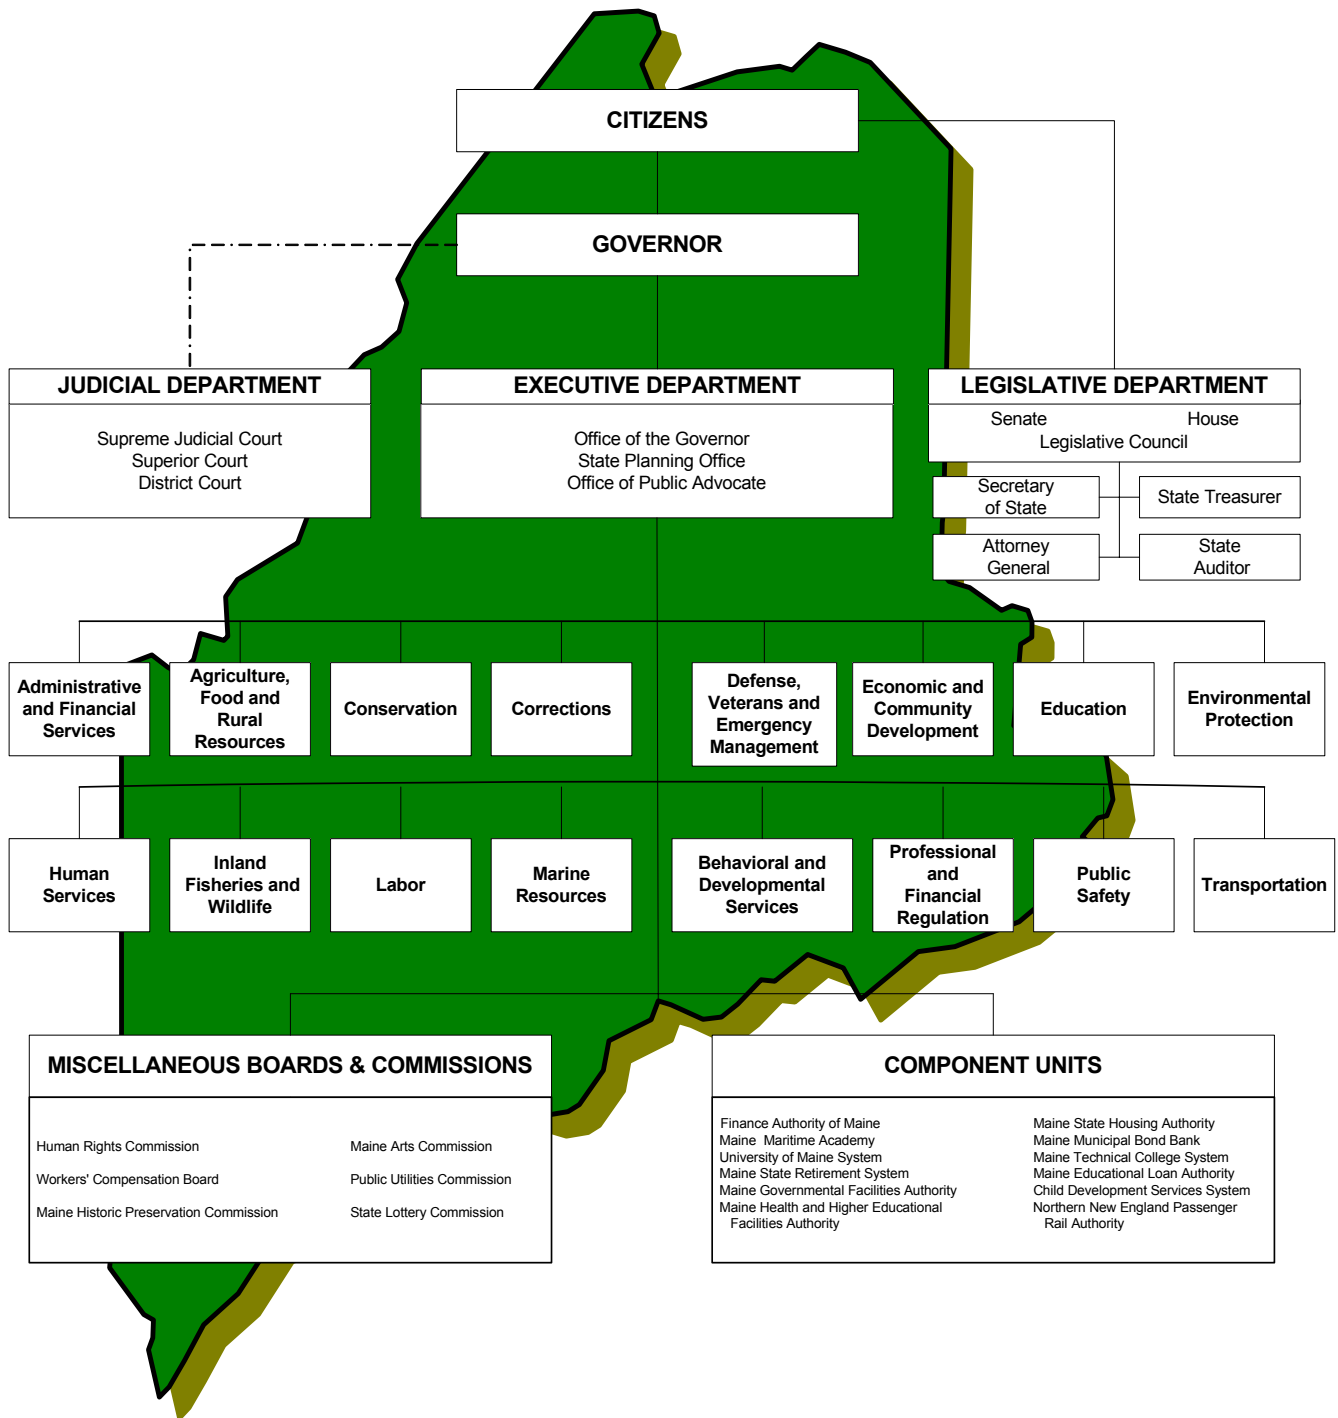 CITIZENS
GOVERNOR
JUDICIAL DEPARTMENT
Supreme Judicial Court
Superior Court
District Court
EXECUTIVE DEPARTMENT
Office of the Governor
State Planning Office
Office of Public Advocate
LEGISLATIVE DEPARTMENT
Senate House
Legislative Council
Secretary
of State
State Treasurer
Attorney
General
State
Auditor
Administrative
and Financial
Services
Agriculture,
Food and
Rural
Resources
Conservation
Corrections
Defense,
Veterans and
Emergency
Management
Economic and
Community
Development
Education
Environmental
Protection
Human
Services
Inland
Fisheries and
Wildlife
Labor
Marine
Resources
Behavioral and
Developmental
Services
Professional
and
Financial
Regulation
Public
Safety
Transportation
MISCELLANEOUS BOARDS & COMMISSIONS
Human Rights Commission
Workers' Compensation Board
Maine Historic Preservation Commission
Maine Arts Commission
Public Utilities Commission
State Lottery Commission
COMPONENT UNITS
Finance Authority of Maine
Maine Maritime Academy
University of Maine System
Maine State Retirement System
Maine Governmental Facilities Authority
Maine Health and Higher Educational
Facilities Authority
Maine State Housing Authority
Maine Municipal Bond Bank
Maine Technical College System
Maine Educational Loan Authority
Child Development Services System
Northern New England Passenger
Rail Authority